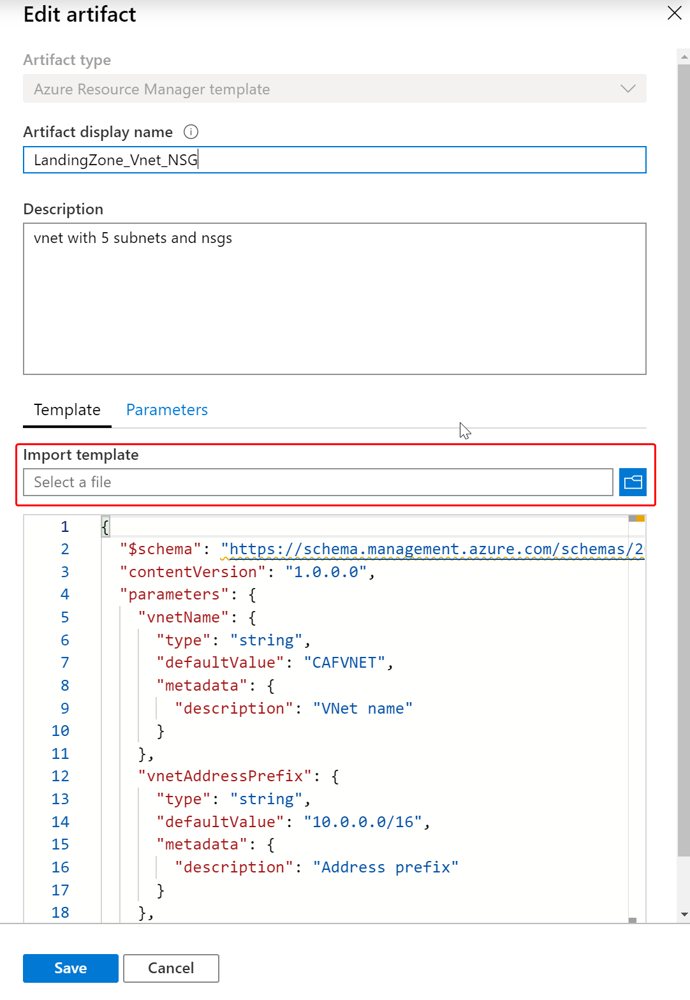 Edit artifact
Artifact type
Azure Resource Manager template
Artifact display name
LandingZone_Vnet_NSG
Description
vnet with 5 subnets and nsgs
Template Parameters
Import template
Select a file
1 {
2 "$schema": "https://schema.management.azure.com/schemas/2
3 "contentVersion": "1.0.0.0",
4 "parameters": {
5 "vnetName": {
6 "type": "string",
7 "defaultValue": "CAFVNET",
8 "metadata": {
9 "description": "VNet name"
10 }
11 },
12 "vnetAddressPrefix": {
13 "type": "string",
14 "defaultValue": "10.0.0.0/16",
15 "metadata": {
16 "description": "Address prefix"
17 }
18 },
Save Cancel